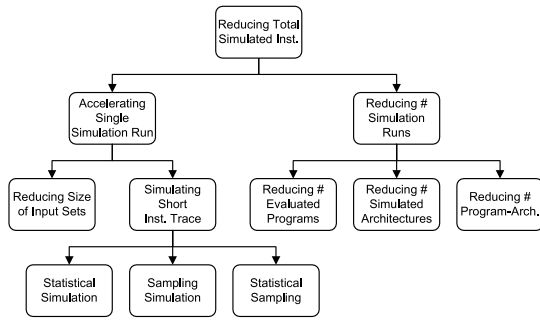 Reducing Total
Simulated Inst.
Accelerating
Single
Simulation Run
Reducing #
Simulation
Runs
Reducing Size
of Input Sets
Simulating
Short
Inst. Trace
Reducing #
Evaluated
Programs
Reducing #
Simulated
Architectures
Reducing #
Program-Arch.
Statistical
Simulation
Sampling
Simulation
Statistical
Sampling